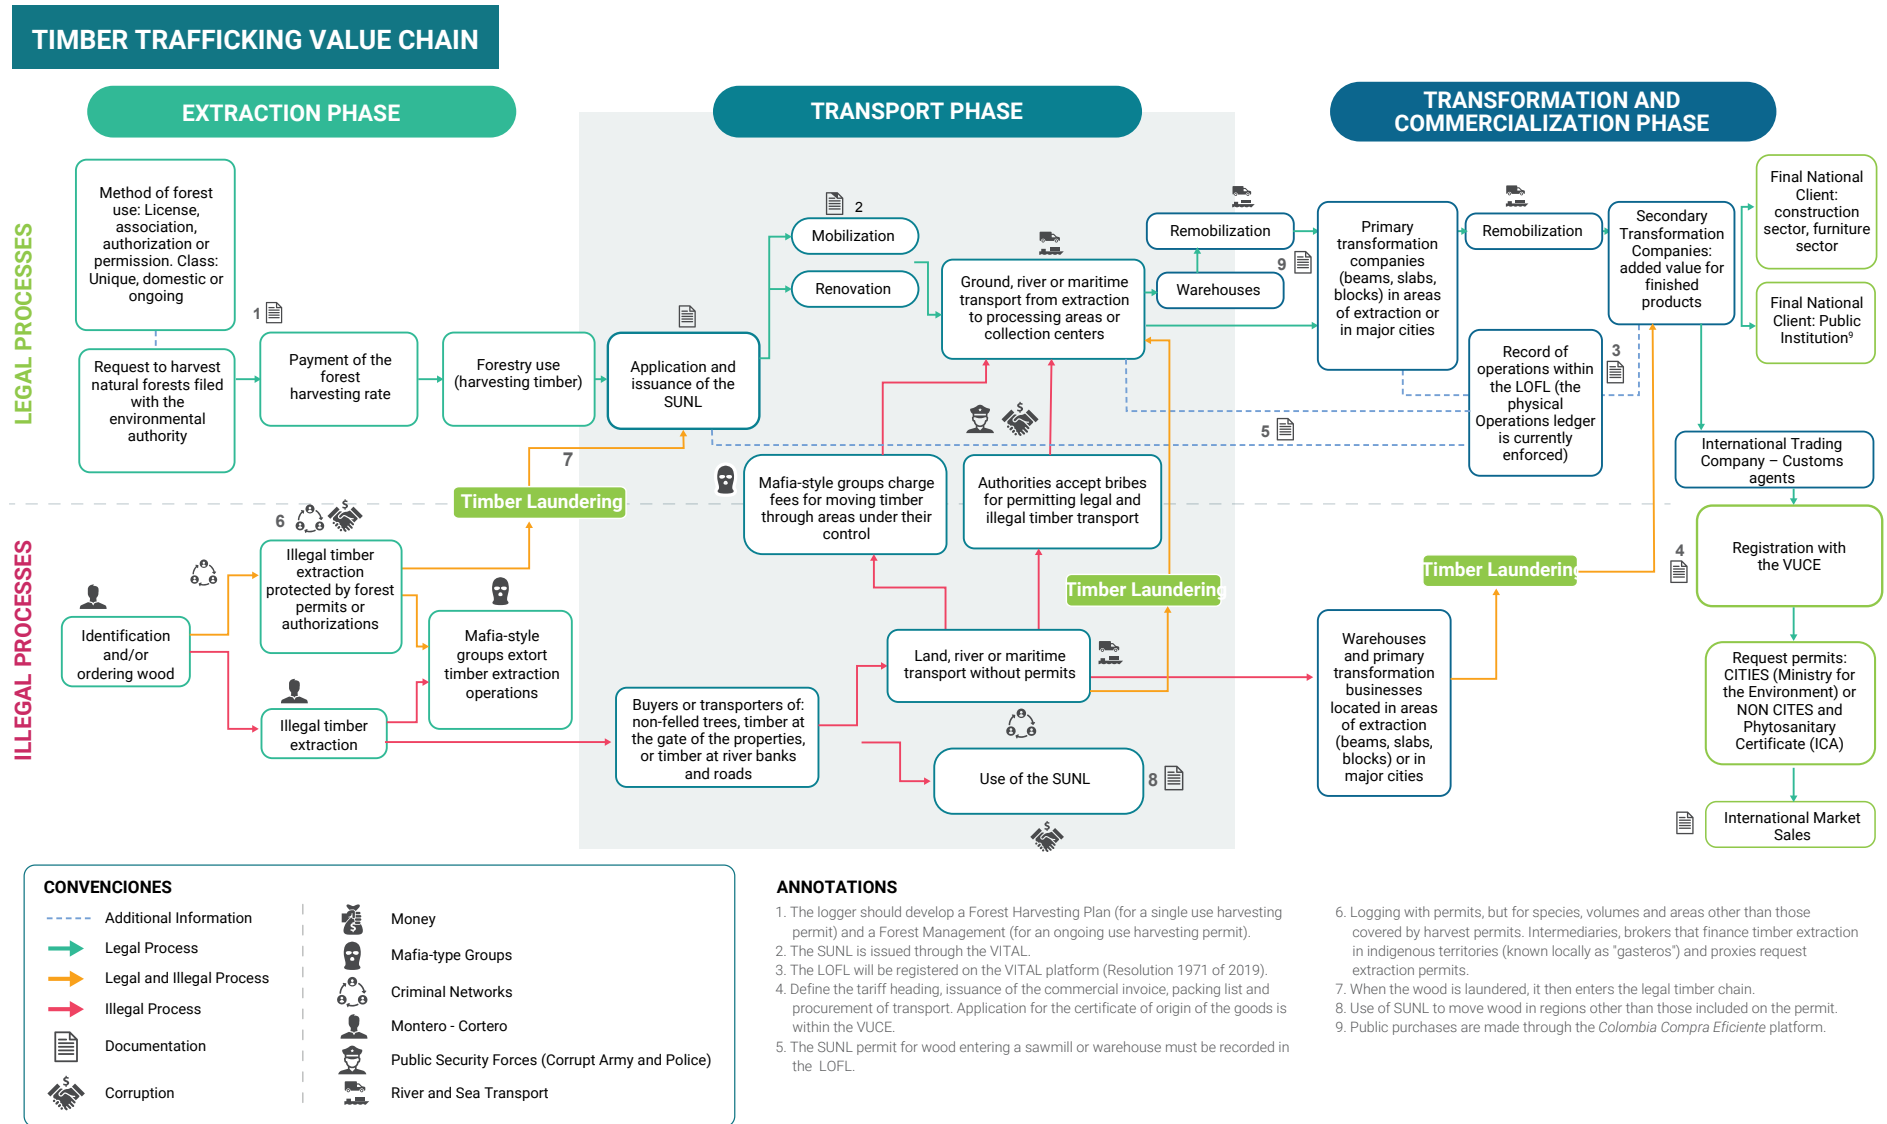 TIMBER TRAFFICKING VALUE CHAIN
EXTRACTION PHASE
TRANSPORT PHASE
TRANSFORMATION AND
COMMERCIALIZATION PHASE
LEGAL PROCESSES
Method of forest
use: License,
association,
authorization or
permission. Class:
Unique, domestic or
ongoing
Request to harvest
natural forests filed
with the
environmental
authority
1
Payment of the
forest
harvesting rate
Forestry use
(harvesting timber)
Application and
issuance of the
SUNL
2
Mobilization
Renovation
Ground, river or maritime
transport from extraction
to processing areas or
collection centers
Remobilization
9
Warehouses
Primary
transformation
companies
(beams, slabs,
blocks) in areas
of extraction or
in major cities
Remobilization
Secondary
Transformation
Companies:
added value for
finished
products
Final National
Client:
construction
sector, furniture
sector
Final National
Client: Public
Institution9
Record of
operations within
the LOFL (the
physical
Operations ledger
is currently
enforced)
3
5
International Trading
Company – Customs
agents
Registration with
the VUCE
4
Request permits:
CITIES (Ministry for
the Environment) or
NON CITES and
Phytosanitary
Certificate (ICA)
International Market
Sales
7
Timber Laundering
Mafia-style groups charge
fees for moving timber
through areas under their
control
Authorities accept bribes
for permitting legal and
illegal timber transport
ILLEGAL PROCESSES
6
Illegal timber
extraction
protected by forest
permits or
authorizations
Identification
and/or
ordering wood
Mafia-style
groups extort
timber extraction
operations
Illegal timber
extraction
Buyers or transporters of:
non-felled trees, timber at
the gate of the properties,
or timber at river banks
and roads
Land, river or maritime
transport without permits
Timber Laundering
Use of the SUNL
8
Warehouses
and primary
transformation
businesses
located in areas
of extraction
(beams, slabs,
blocks) or in
major cities
Timber Laundering
CONVENCIONES
Additional Information
Legal Process
Legal and Illegal Process
Illegal Process
Documentation
Corruption
Money
Mafia-type Groups
Criminal Networks
Montero - Cortero
Public Security Forces (Corrupt Army and Police)
River and Sea Transport
ANNOTATIONS
1. The logger should develop a Forest Harvesting Plan (for a single use harvesting
permit) and a Forest Management (for an ongoing use harvesting permit).
2. The SUNL is issued through the VITAL.
3. The LOFL will be registered on the VITAL platform (Resolution 1971 of 2019).
4. Define the tariff heading, issuance of the commercial invoice, packing list and
procurement of transport. Application for the certificate of origin of the goods is
within the VUCE.
5. The SUNL permit for wood entering a sawmill or warehouse must be recorded in
the LOFL.
6. Logging with permits, but for species, volumes and areas other than those
covered by harvest permits. Intermediaries, brokers that finance timber extraction
in indigenous territories (known locally as "gasteros") and proxies request
extraction permits.
7. When the wood is laundered, it then enters the legal timber chain.
8. Use of SUNL to move wood in regions other than those included on the permit.
9. Public purchases are made through the Colombia Compra Eficiente platform.